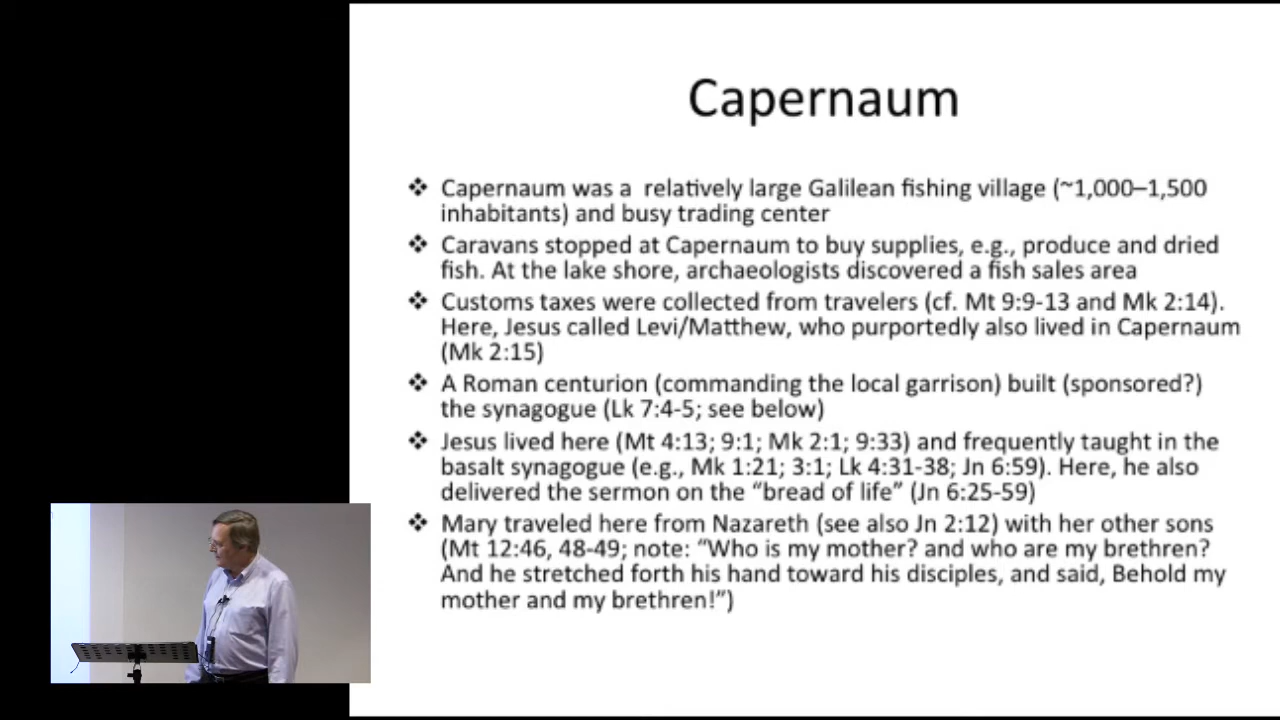 Capernaum
❖ Capernaum was a relatively large Galilean fishing village (~1,000–1,500
inhabitants) and busy trading center
❖ Caravans stopped at Capernaum to buy supplies, e.g., produce and dried
fish. At the lake shore, archaeologists discovered a fish sales area
❖ Customs taxes were collected from travelers (cf. Mt 9:9-13 and Mk 2:14).
Here, Jesus called Levi/Matthew, who purportedly also lived in Capernaum
(Mk 2:15)
❖ A Roman centurion (commanding the local garrison) built (sponsored?)
the synagogue (Lk 7:4-5; see below)
❖ Jesus lived here (Mt 4:13; 9:1; Mk 2:1; 9:33) and frequently taught in the
basalt synagogue (e.g., Mk 1:21; 3:1; Lk 4:31-38; Jn 6:59). Here, he also
delivered the sermon on the “bread of life” (Jn 6:25-59)
❖ Mary traveled here from Nazareth (see also Jn 2:12) with her other sons
(Mt 12:46, 48-49; note: “Who is my mother? and who are my brethren?
And he stretched forth his hand toward his disciples, and said, Behold my
mother and my brethren!”)